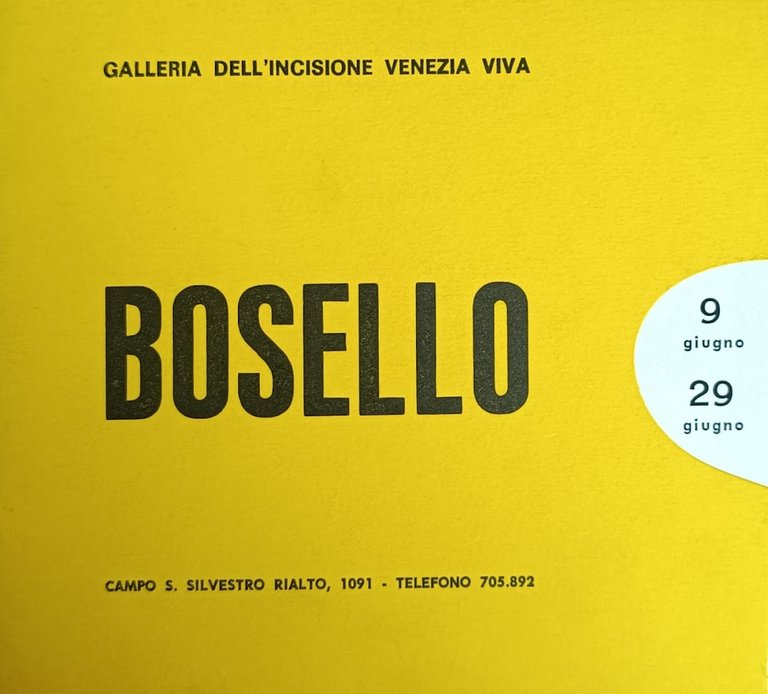 GALLERIA DELL'INCISIONE VENEZIA VIVA
BOSELLO
9
giugno
29
giugno
CAMPO S. SILVESTRO RIALTO, 1091 - TELEFONO 705.892